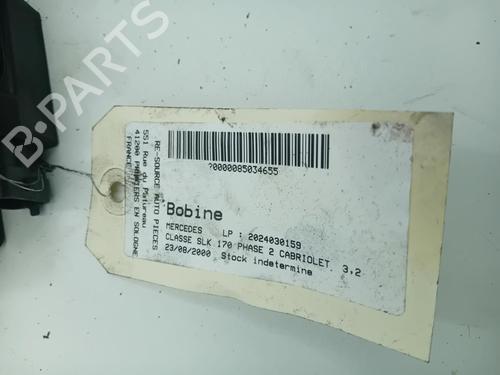 ?0000085034655
Bobine
MERCEDES LP : 2024030159
CLASSE SLK 170 PHASE 2 CABRIOLET 3,2
23/08/2000 Stock indetermine
RE-SOURCE AUTO PIECES
551 Rue du Patureau
41200 PRUNIERS EN SOLOGNE
FRANCE
B-PARTS